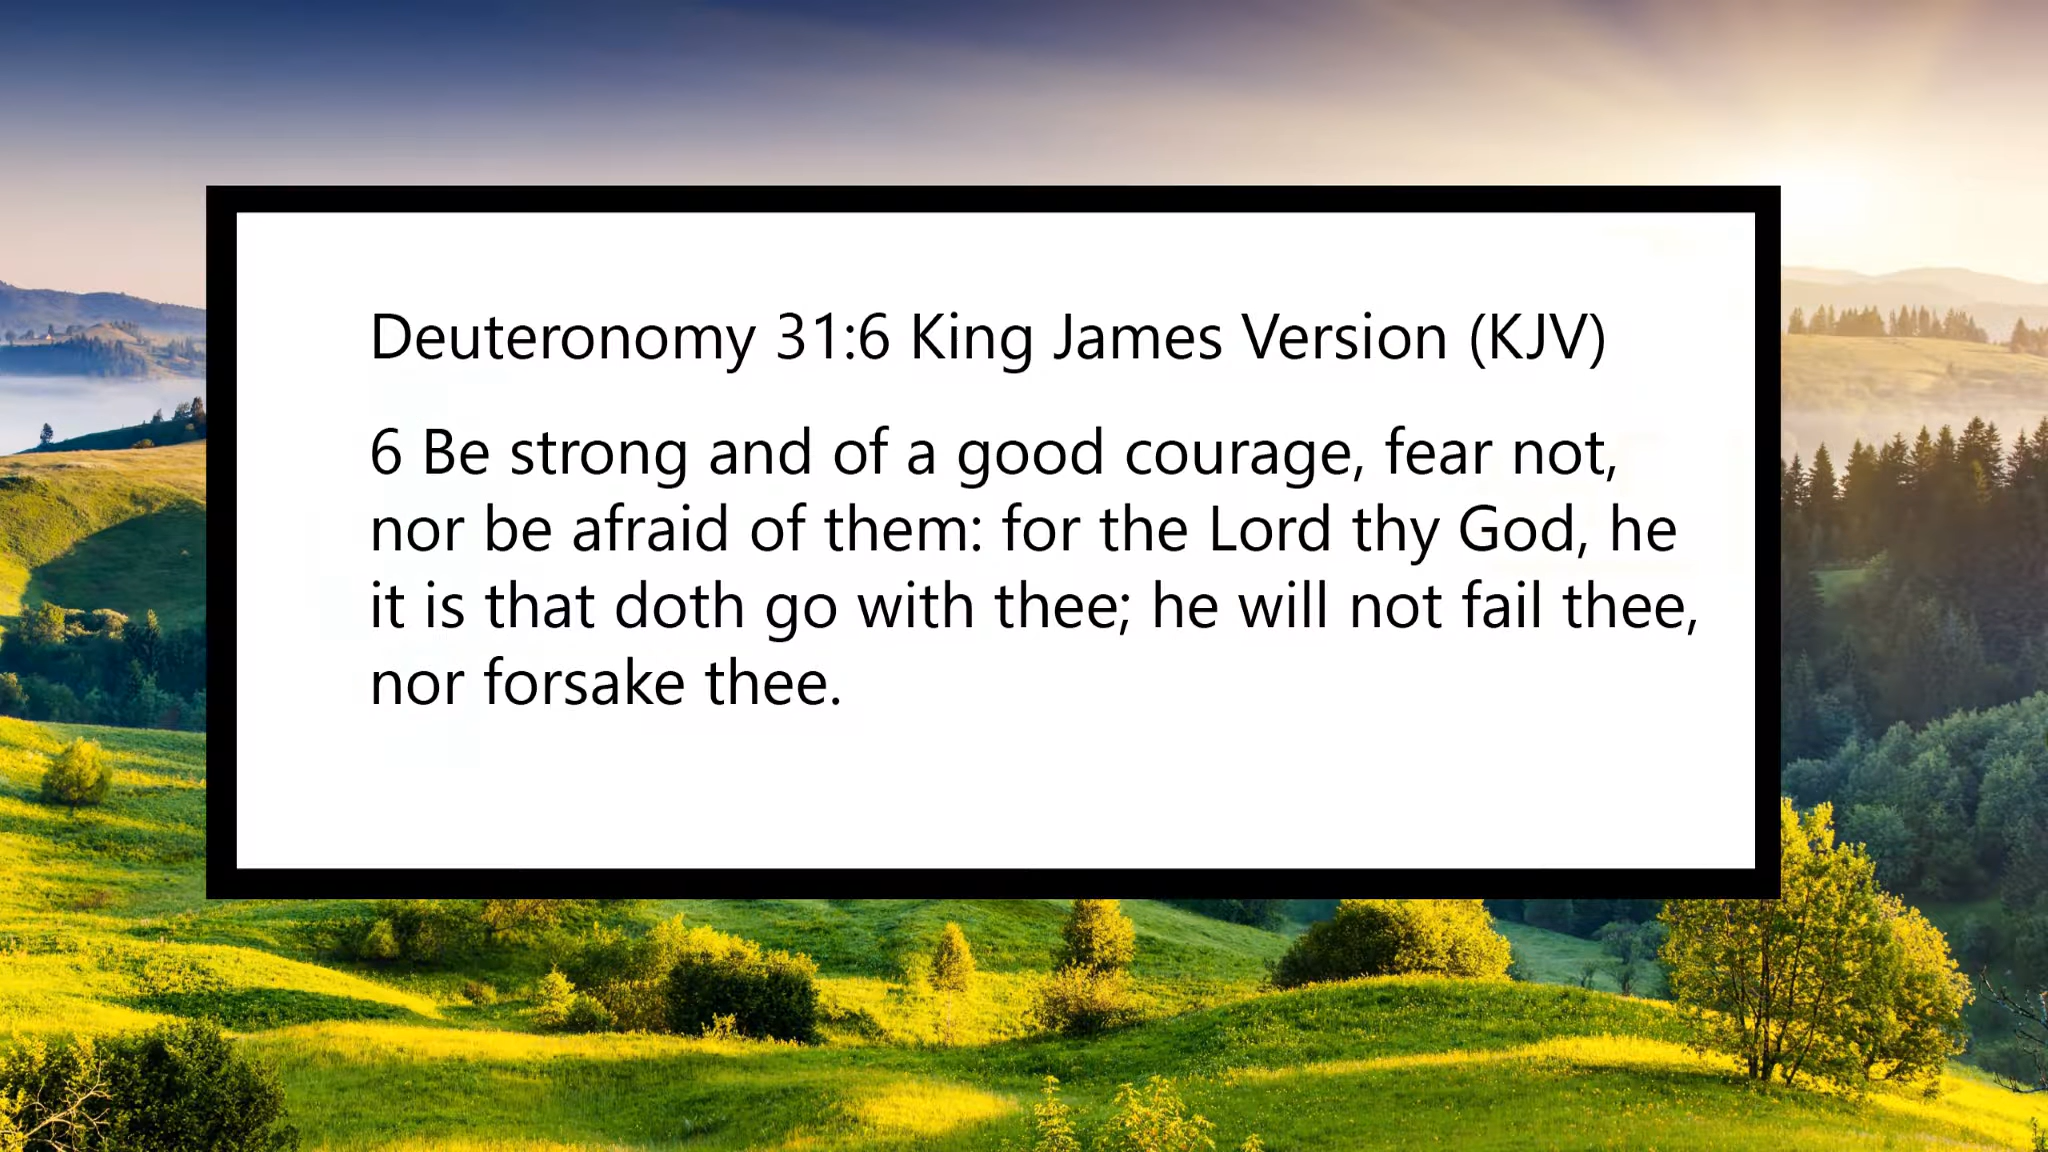 Deuteronomy 31:6 King James Version (KJV)
6 Be strong and of a good courage, fear not,
nor be afraid of them: for the Lord thy God, he
it is that doth go with thee; he will not fail thee,
nor forsake thee.